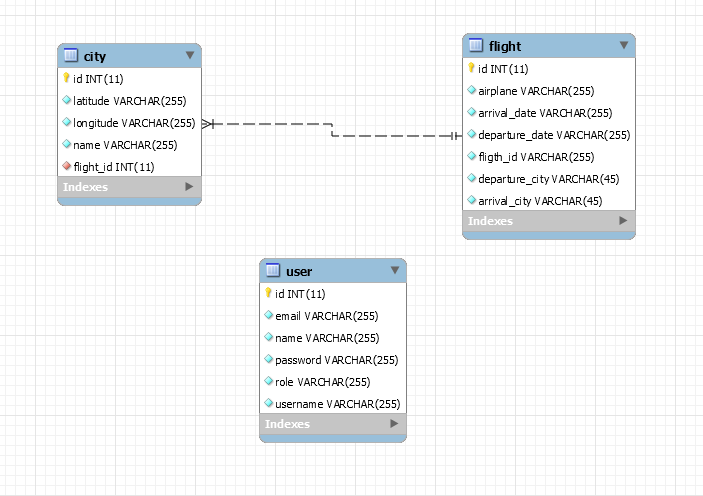 city
id INT(11)
latitude VARCHAR(255)
longitude VARCHAR(255)
name VARCHAR(255)
flight_id INT(11)
Indexes
flight
id INT(11)
airplane VARCHAR(255)
arrival_date VARCHAR(255)
departure_date VARCHAR(255)
fligth_id VARCHAR(255)
departure_city VARCHAR(45)
arrival_city VARCHAR(45)
Indexes
user
id INT(11)
email VARCHAR(255)
name VARCHAR(255)
password VARCHAR(255)
role VARCHAR(255)
username VARCHAR(255)
Indexes